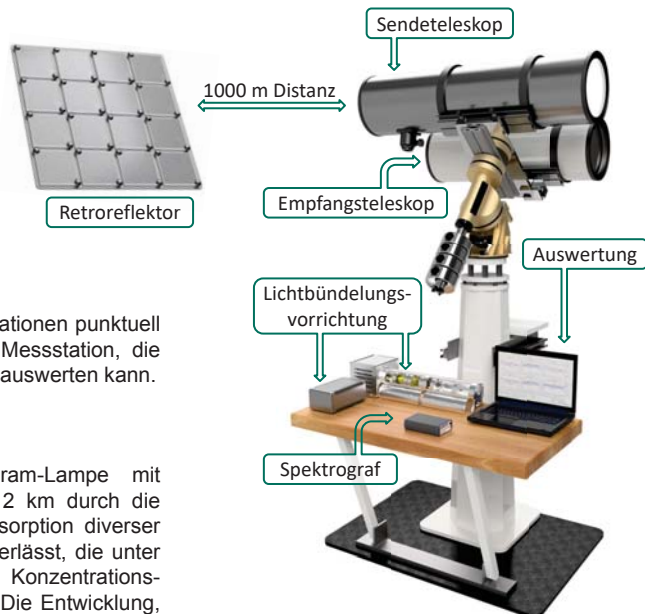 Sendeteleskop
1000 m Distanz
Retroreflektor
Empfangsteleskop
Auswertung
Lichtbündelungs-
vorrichtung
Spektrograf
ationen punktuell
Messstation, die
auswerten kann.
ram-Lampe mit
2 km durch die
sorption diverser
erlässt, die unter
Konzentrations-
Die Entwicklung,